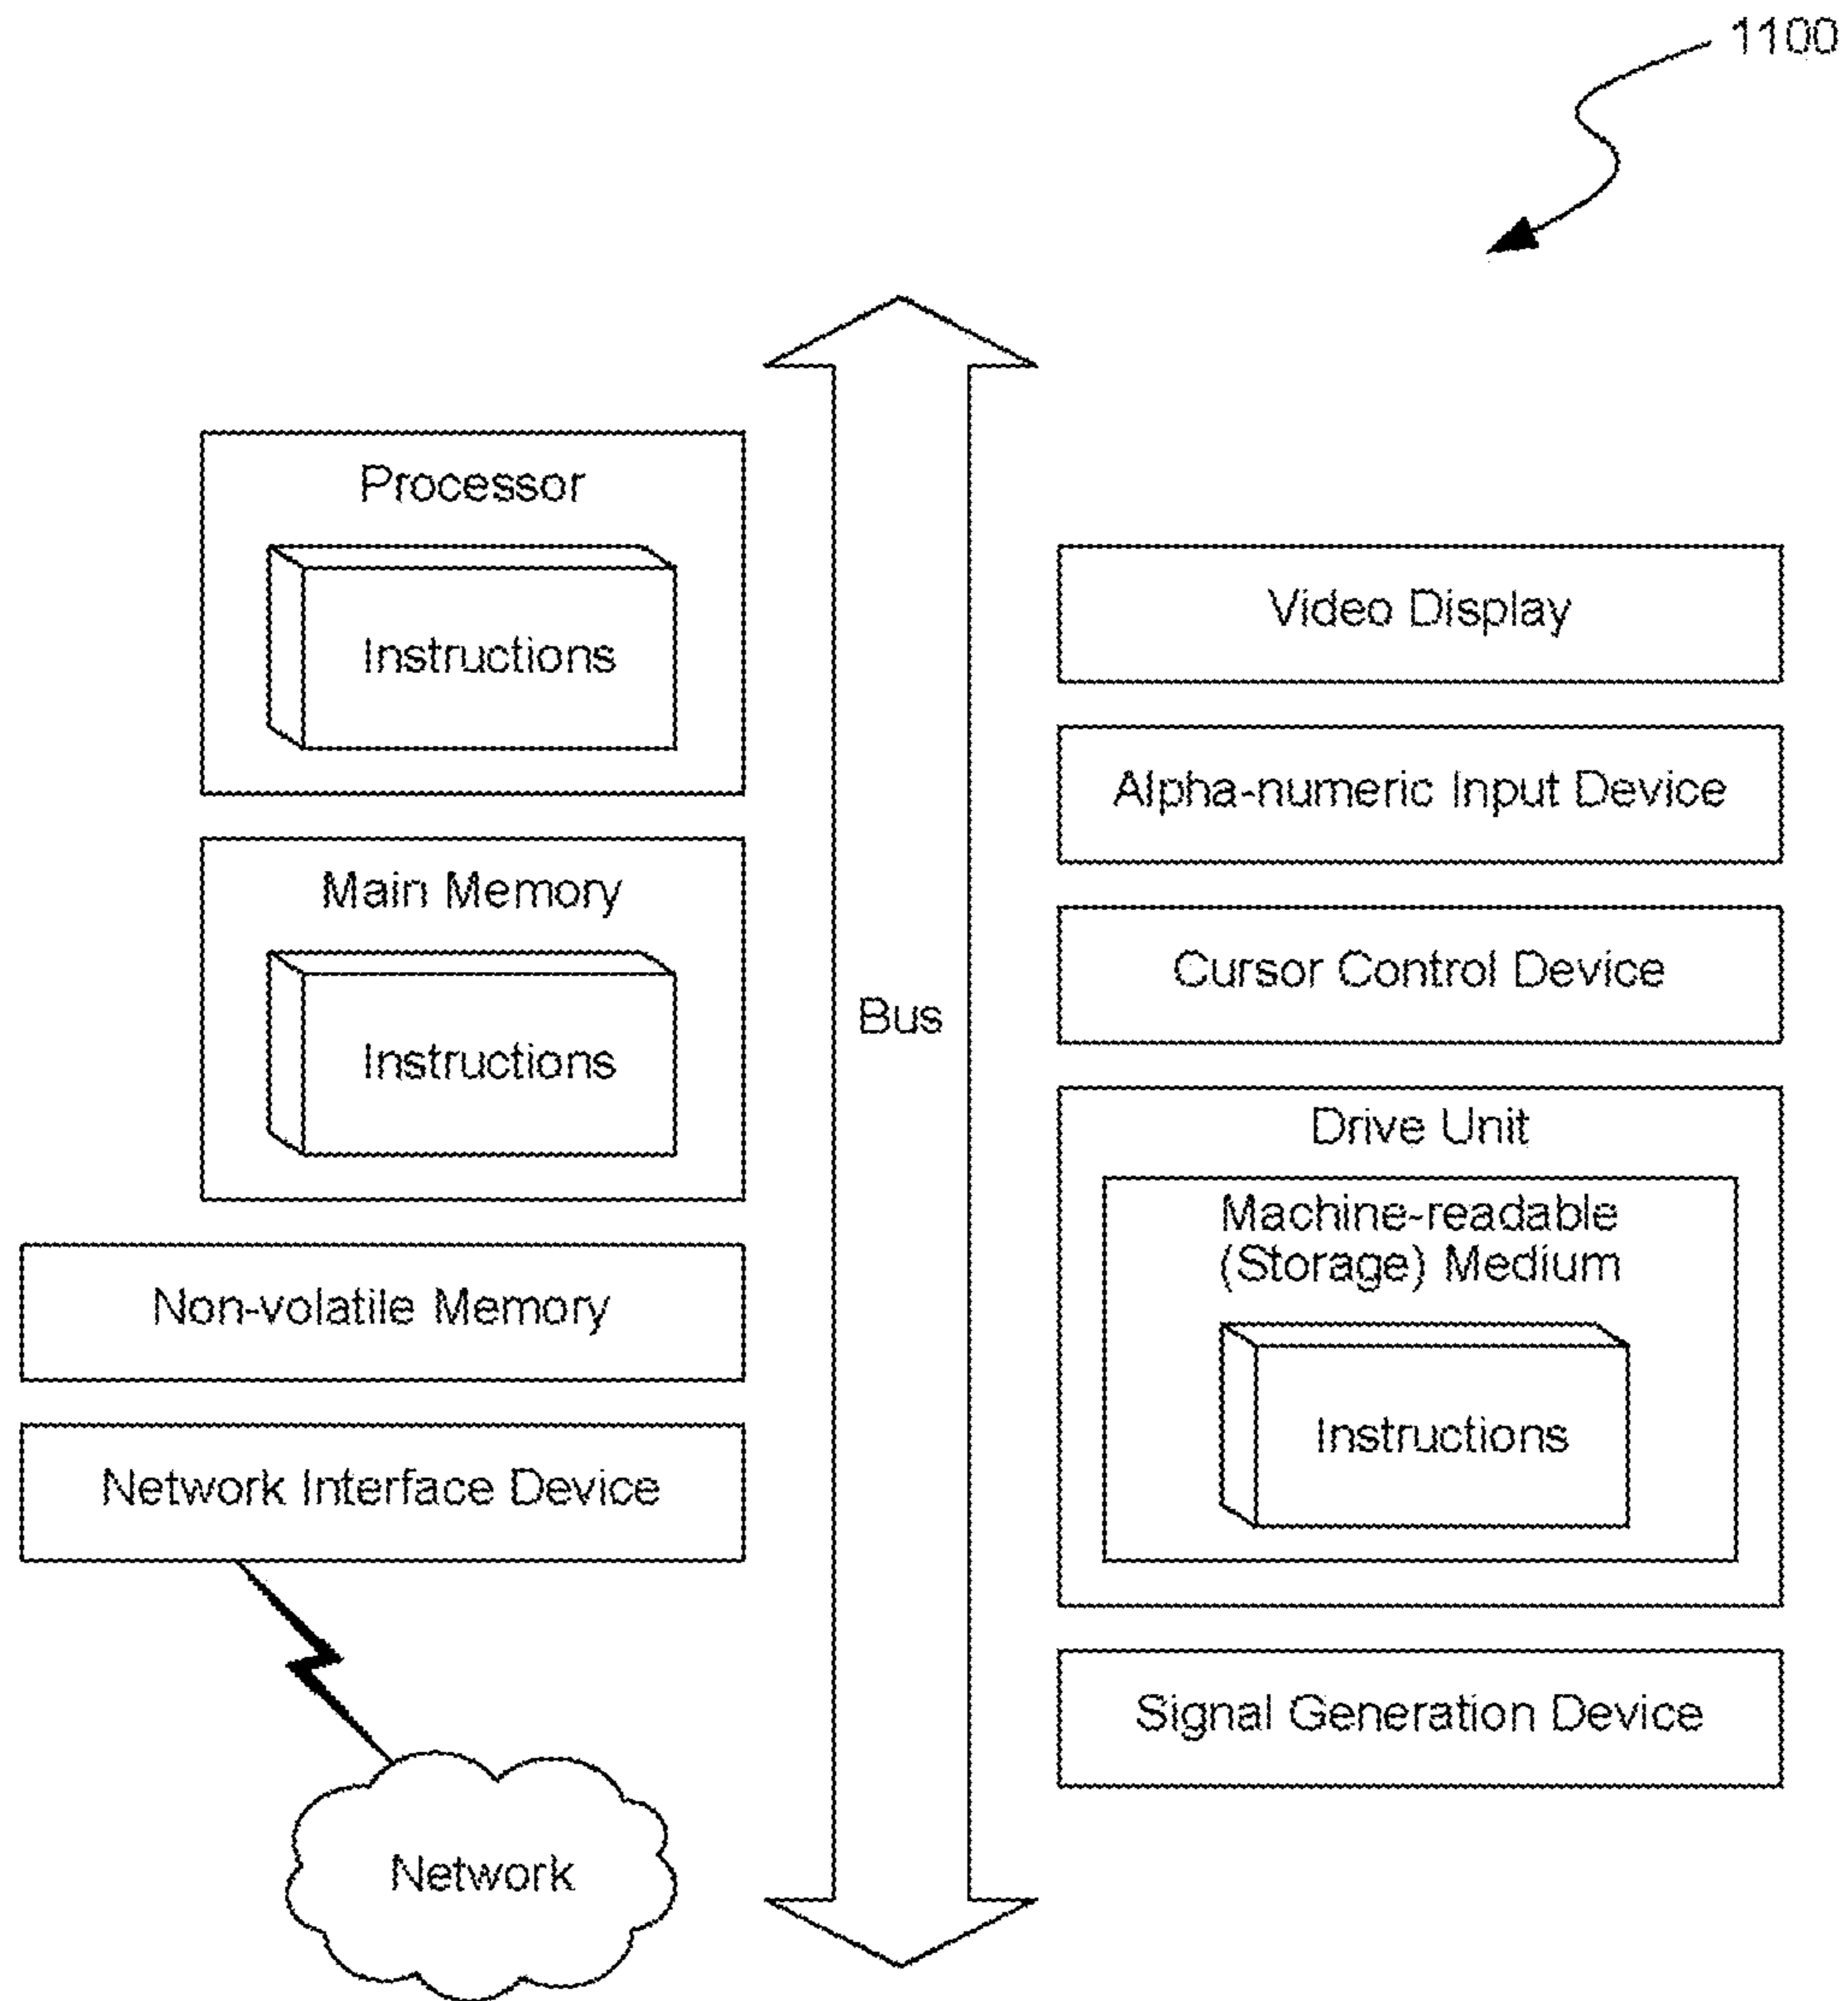 1100
Processor
Instructions
Main Memory
Instructions
Non-volatile Memory
Network Interface Device
Network
Bus
Video Display
Alpha-numeric Input Device
Cursor Control Device
Drive Unit
Machine-readable
(Storage) Medium
Instructions
Signal Generation Device